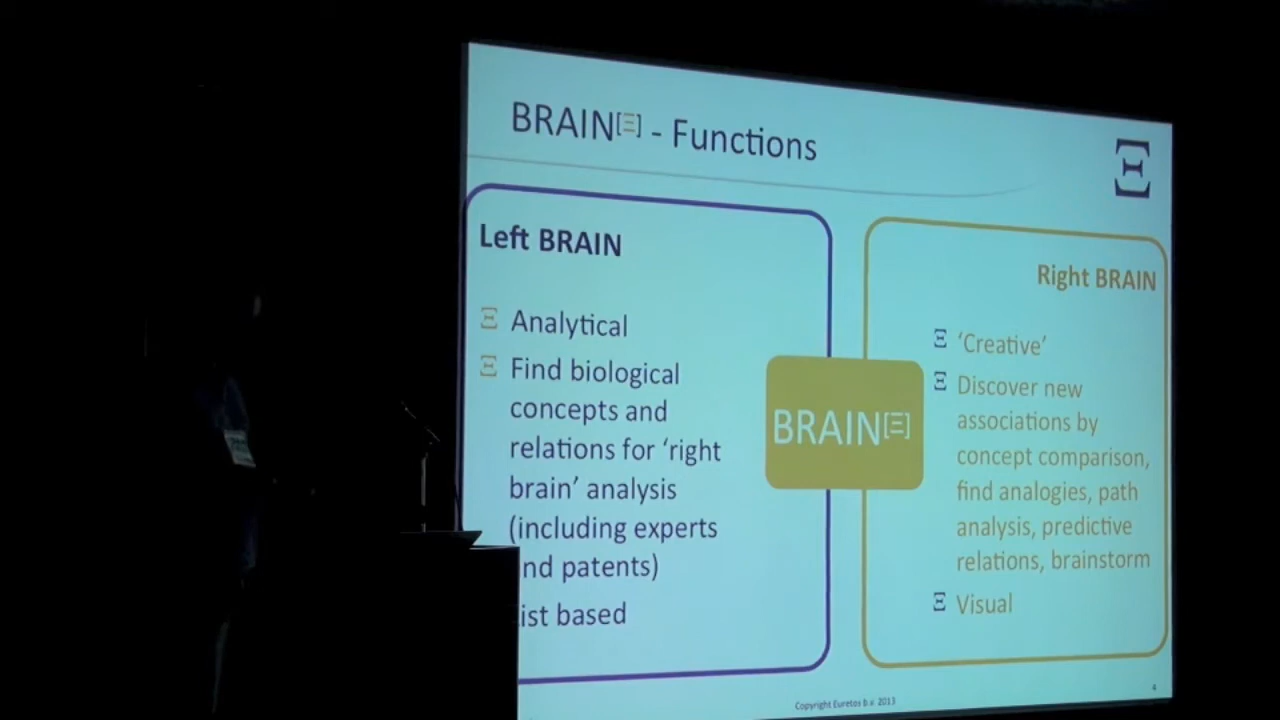 BRAIN[Ξ] - Functions
Ξ
Left BRAIN
Ξ Analytical
Ξ Find biological
concepts and
relations for ‘right
brain’ analysis
(including experts
nd patents)
ist based
BRAIN[Ξ]
Right BRAIN
Ξ ‘Creative’
Ξ Discover new
associations by
concept comparison,
find analogies, path
analysis, predictive
relations, brainstorm
Ξ Visual
Copyright Euretos b.v. 2013
4